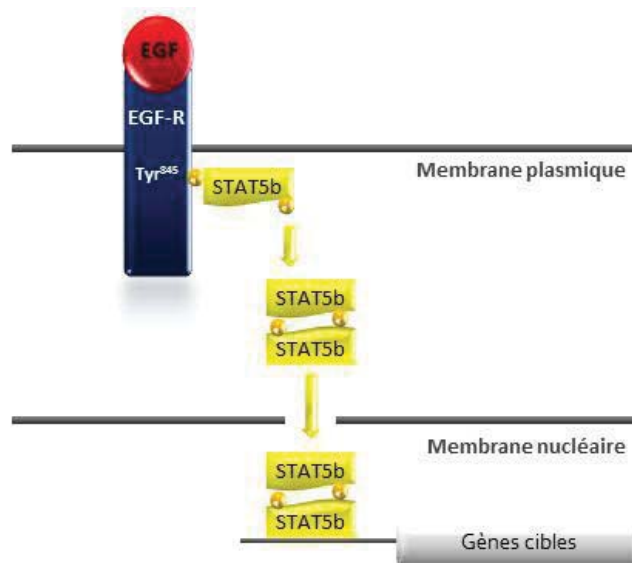 EGF
EGF-R
Membrane plasmique
Tyr⁸⁴⁵
STAT5b
STAT5b
STAT5b
Membrane nucléaire
STAT5b
STAT5b
Gènes cibles